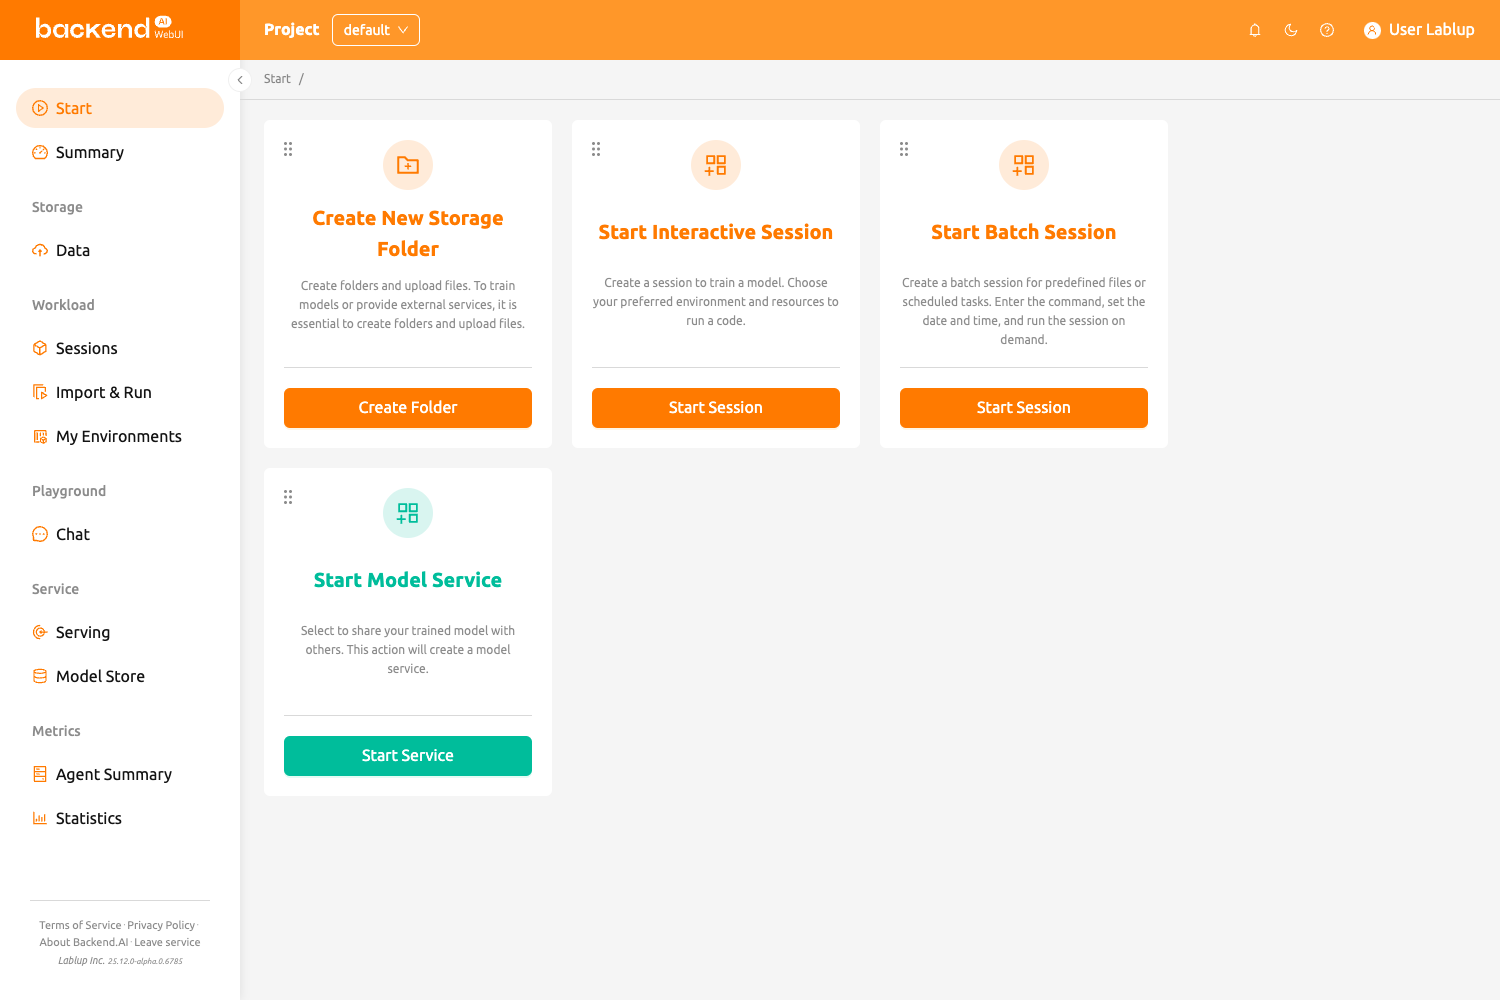 backend AI WebUI
Project default
User Lablup
Start /
Start
Summary
Storage
Data
Workload
Sessions
Import & Run
My Environments
Playground
Chat
Service
Serving
Model Store
Metrics
Agent Summary
Statistics
Terms of Service · Privacy Policy ·
About Backend.AI · Leave service
Lablup Inc. 25.12.0-alpha.0.6785
Create New Storage
Folder
Create folders and upload files. To train
models or provide external services, it is
essential to create folders and upload files.
Create Folder
Start Interactive Session
Create a session to train a model. Choose
your preferred environment and resources to
run a code.
Start Session
Start Batch Session
Create a batch session for predefined files or
scheduled tasks. Enter the command, set the
date and time, and run the session on
demand.
Start Session
Start Model Service
Select to share your trained model with
others. This action will create a model
service.
Start Service